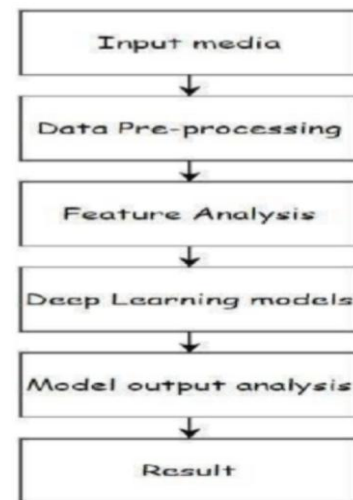 Input media
Data Pre-processing
Feature Analysis
Deep Learning models
Model output analysis
Result